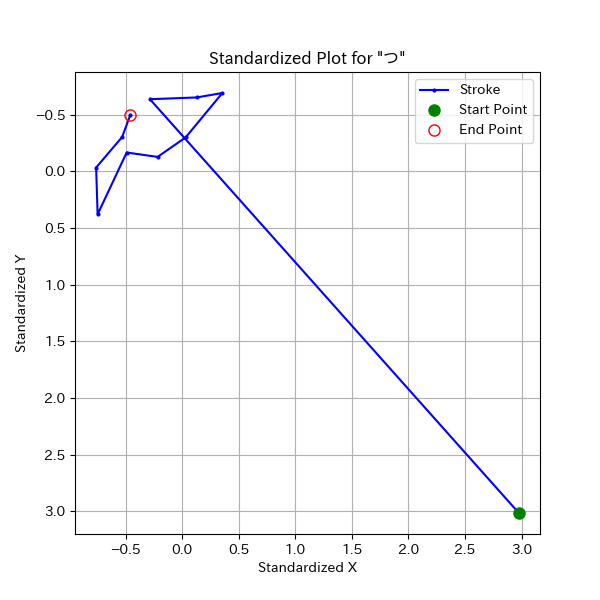 Standardized Plot for "つ"
Stroke
Start Point
End Point
−0.5
0.0
0.5
1.0
1.5
2.0
2.5
3.0
Standardized Y
−0.5 0.0 0.5 1.0 1.5 2.0 2.5 3.0
Standardized X